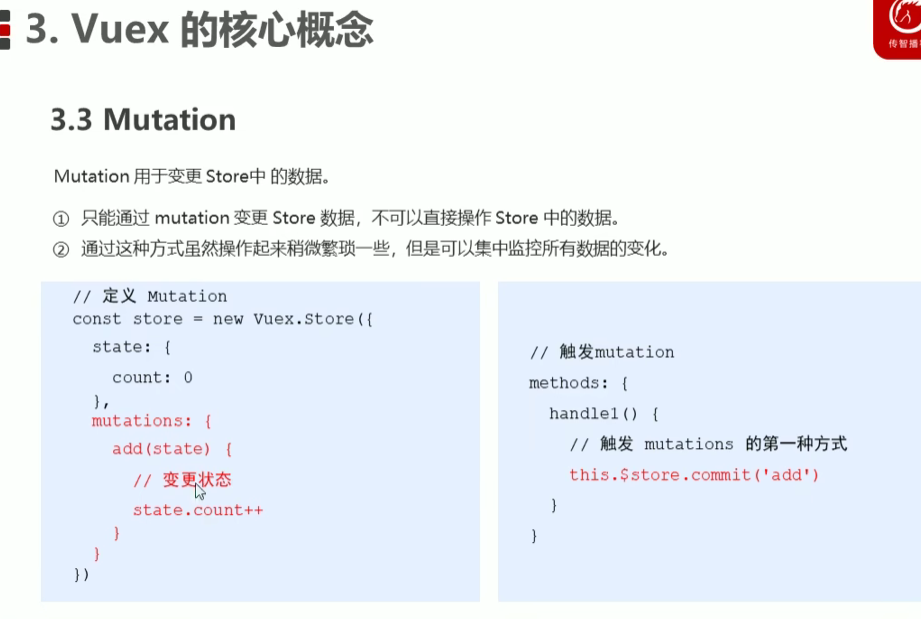 3. Vuex 的核心概念
传智播
3.3 Mutation
Mutation 用于变更 Store中 的数据。
① 只能通过 mutation 变更 Store 数据，不可以直接操作 Store 中的数据。
② 通过这种方式虽然操作起来稍微繁琐一些，但是可以集中监控所有数据的变化。
// 定义 Mutation
const store = new Vuex.Store({
state: {
count: 0
},
mutations: {
add(state) {
// 变更状态
state.count++
}
}
})
// 触发mutation
methods: {
handle1() {
// 触发 mutations 的第一种方式
this.$store.commit('add')
}
}